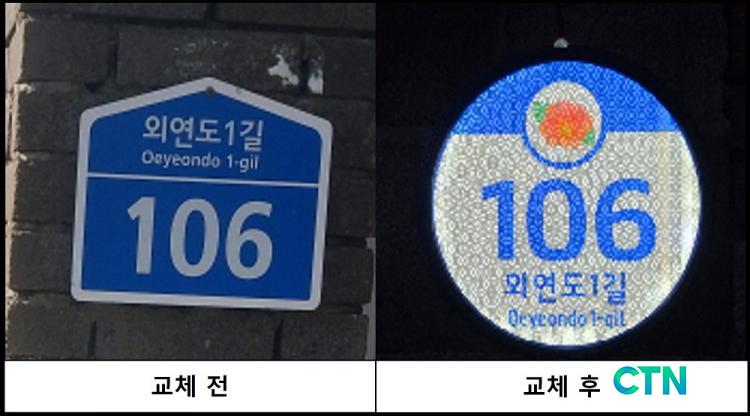 외연도1길
Oeyeondo 1-gil
106
106
외연도1길
Oeyeondo 1-gil
교체 전
교체 후
CTN